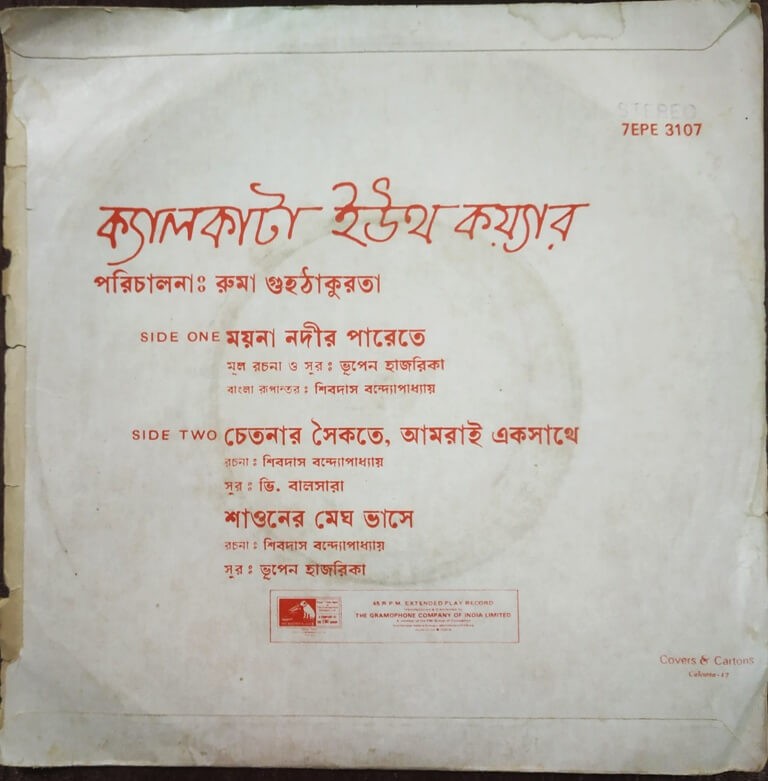 STEREO
7EPE 3107
ক্যালকাটা ইউথ কয়্যার
পরিচালনাঃ রুমা গুহঠাকুরতা
SIDE ONE ময়না নদীর পারেতে
মূল রচনা ও সুর : ভূপেন হাজরিকা
বাংলা রূপান্তর : শিবদাস বন্দ্যোপাধ্যায়
SIDE TWO চেতনার সৈকতে, আমরাই একসাথে
রচনা : শিবদাস বন্দ্যোপাধ্যায়
সুর : ভি. বালসারা
শাওনের মেঘ ভাসে
রচনা : শিবদাস বন্দ্যোপাধ্যায়
সুর : ভূপেন হাজরিকা
45 R.P.M. EXTENDED PLAY RECORD
THE GRAMOPHONE COMPANY OF INDIA LIMITED
Covers & Cartons
Calcutta-17